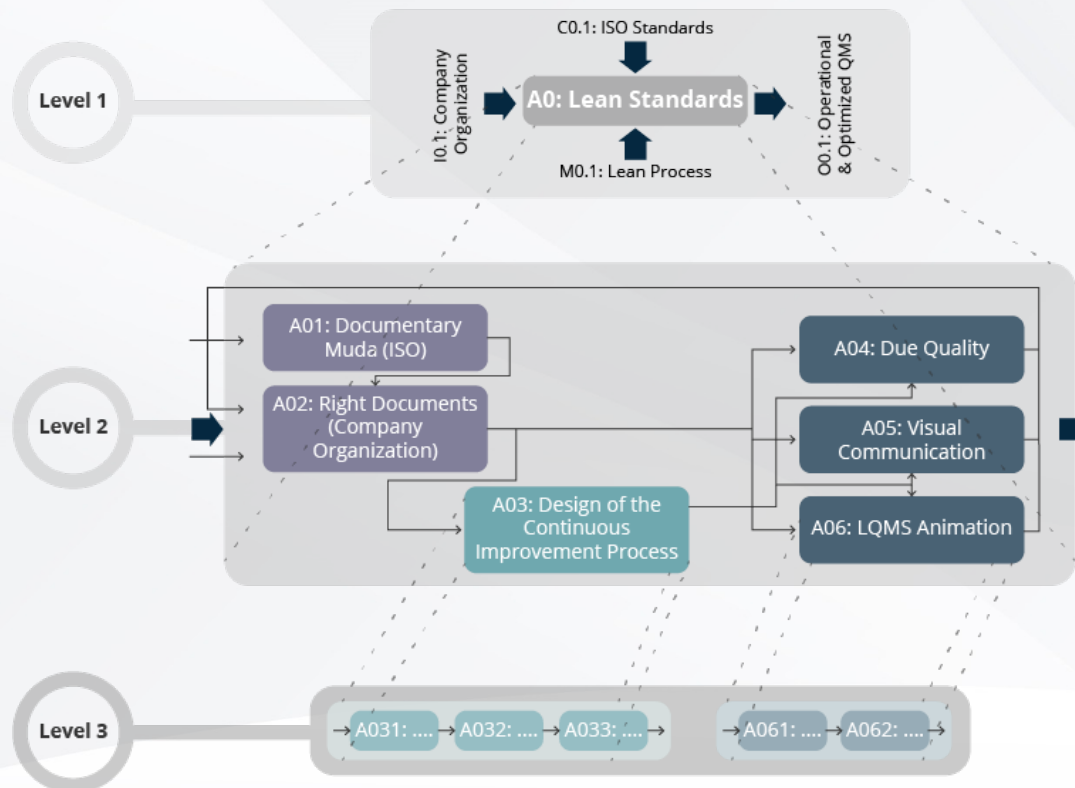 Level 1
C0.1: ISO Standards
I0.1: Company
Organization
A0: Lean Standards
O0.1: Operational
& Optimized QMS
M0.1: Lean Process
Level 2
A01: Documentary
Muda (ISO)
A02: Right Documents
(Company
Organization)
A03: Design of the
Continuous
Improvement Process
A04: Due Quality
A05: Visual
Communication
A06: LQMS Animation
Level 3
A031: ....
A032: ....
A033: ....
A061: ....
A062: ....